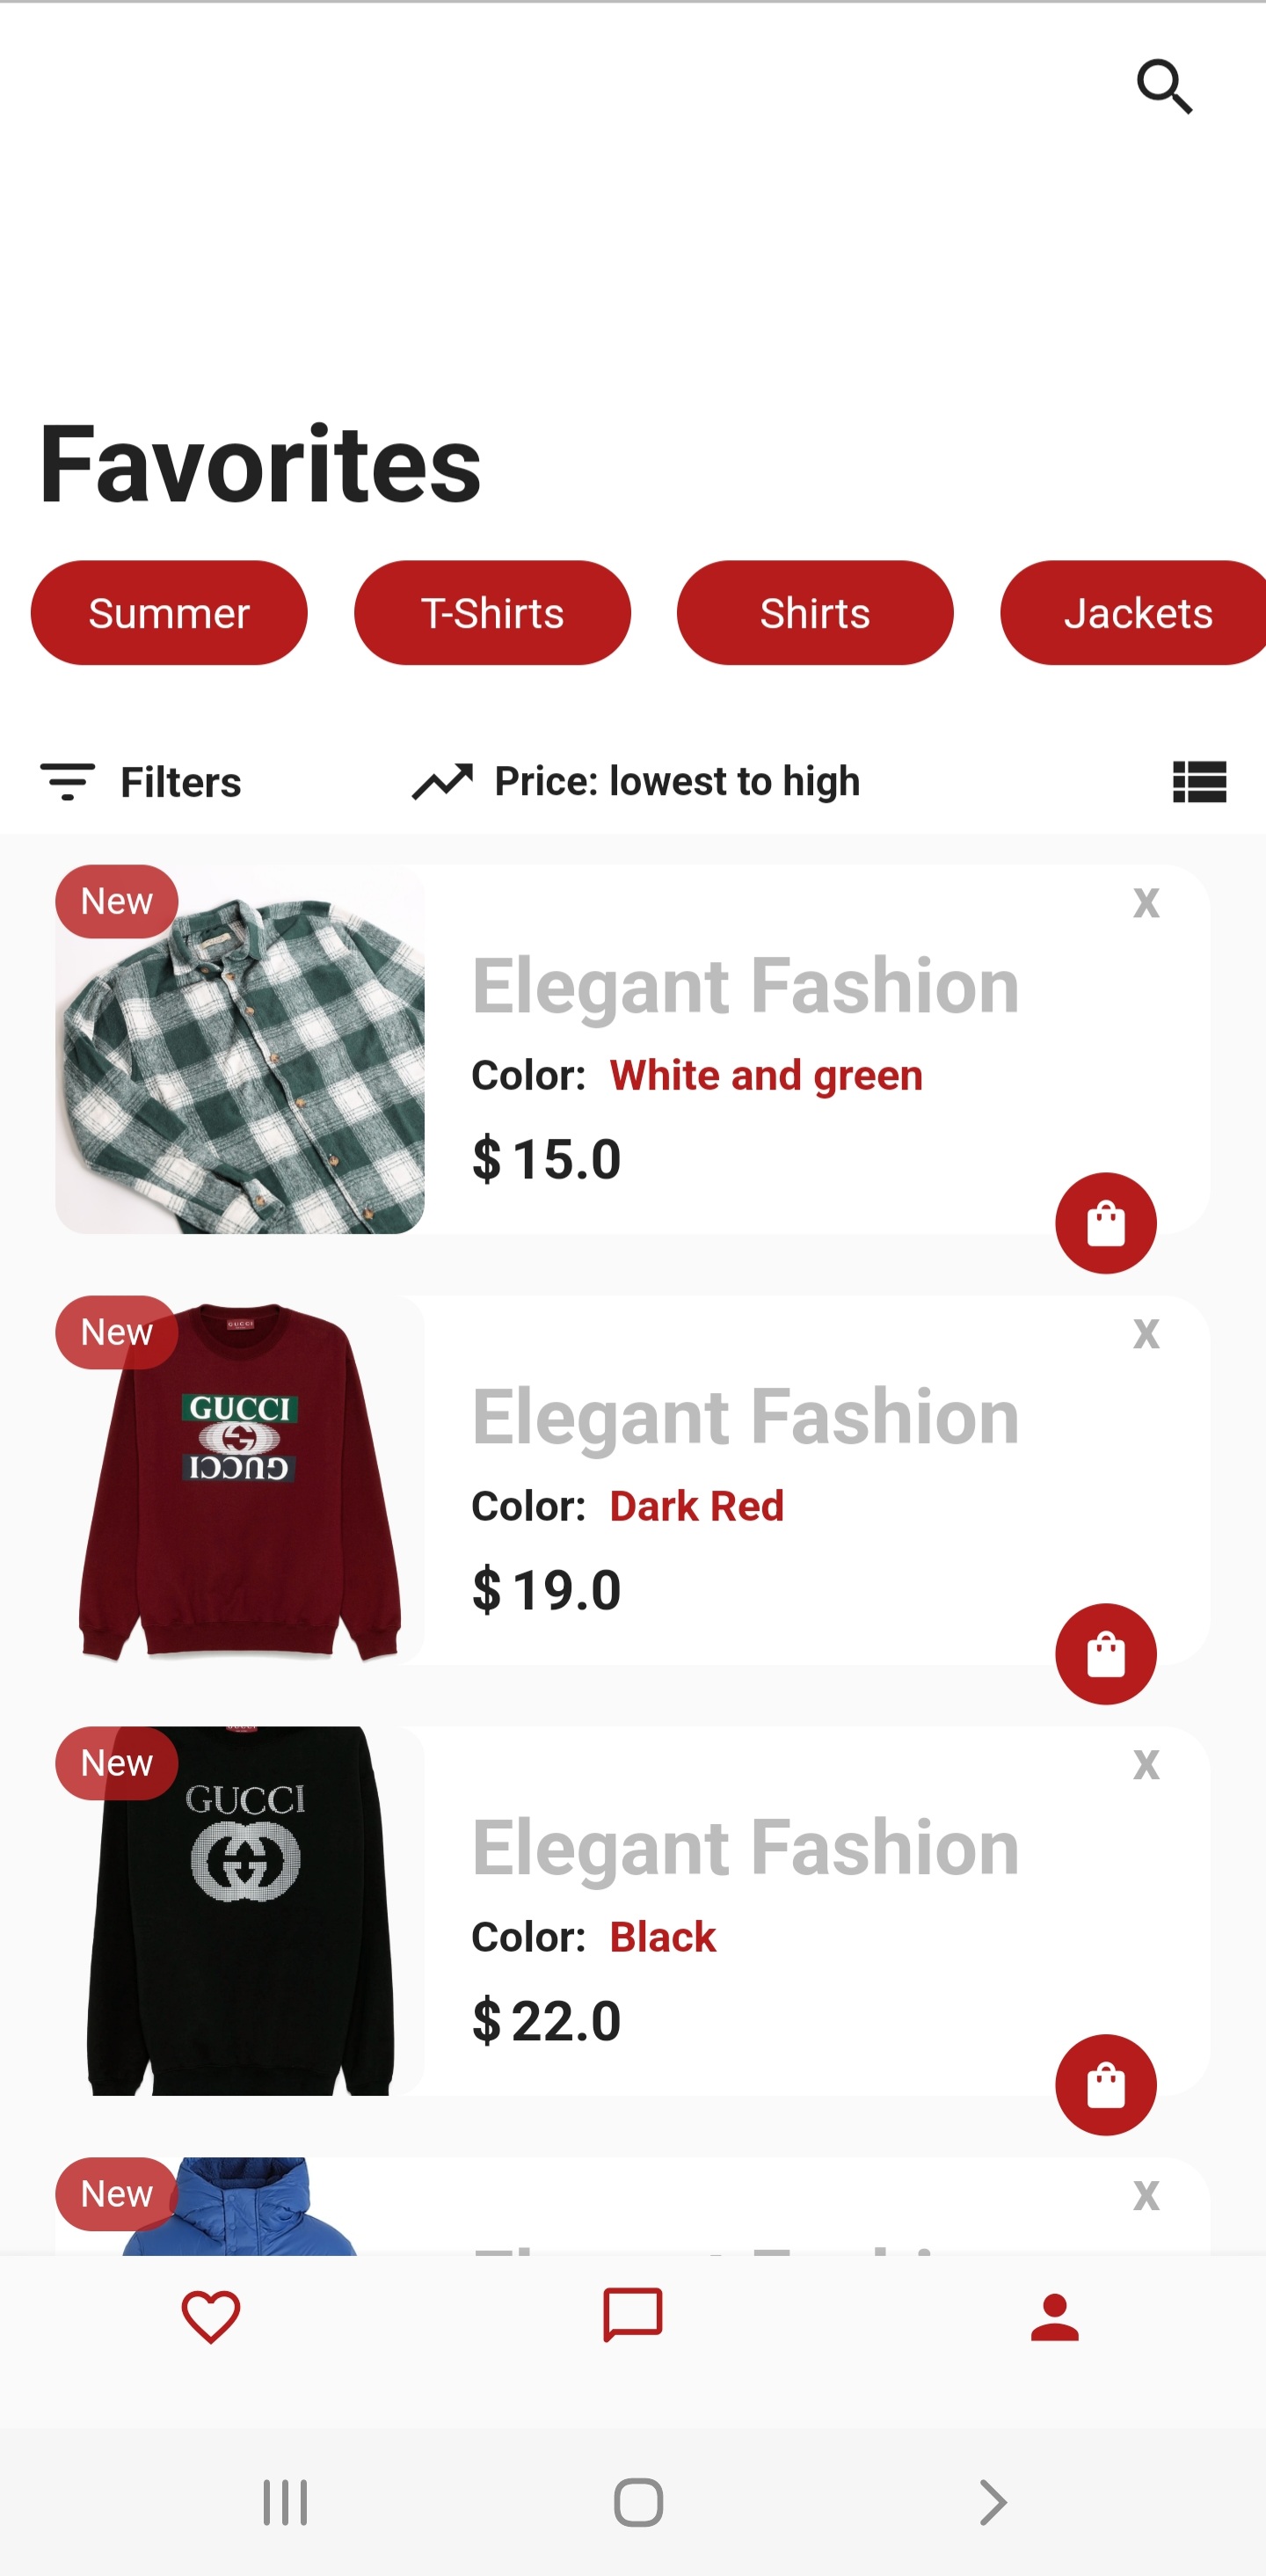 Favorites
Summer T-Shirts Shirts Jackets
Filters Price: lowest to high
New X
Elegant Fashion
Color: White and green
$ 15.0
New X
GUCCI
GUCCI
GUCCI
Elegant Fashion
Color: Dark Red
$ 19.0
New X
GUCCI
Elegant Fashion
Color: Black
$ 22.0
New X